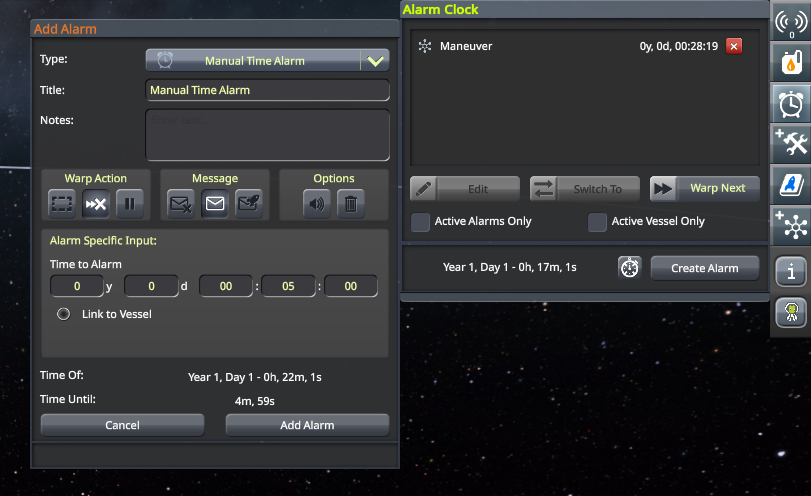 Add Alarm
Type:
Manual Time Alarm
Title:
Manual Time Alarm
Notes:
Warp Action
Message
Options
Alarm Specific Input:
Time to Alarm
0 y 0 d 00 : 05 : 00
Link to Vessel
Time Of:
Year 1, Day 1 - 0h, 22m, 1s
Time Until:
4m, 59s
Cancel
Add Alarm
Alarm Clock
Maneuver
0y, 0d, 00:28:19
Edit
Switch To
Warp Next
Active Alarms Only
Active Vessel Only
Year 1, Day 1 - 0h, 17m, 1s
Create Alarm
0